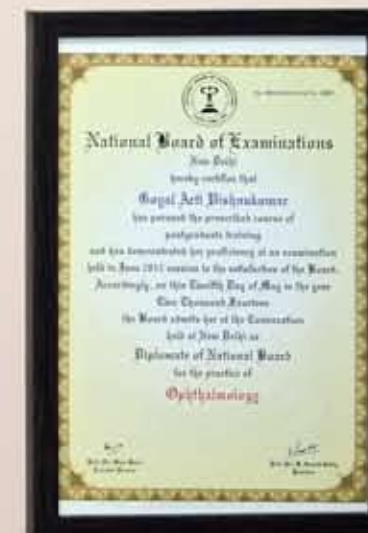 National Board of Examinations
New Delhi
hereby certifies that
Goyal Arti Vishnukumar
has pursued the prescribed course of
postgraduate training
and has demonstrated her proficiency at an examination
held in June 2013 session to the satisfaction of the Board.
Accordingly, on this Twelfth Day of May in the year
Two Thousand Fourteen
the Board admits her at the Convocation
held at New Delhi as
Diplomate of National Board
for the practice of
Ophthalmology